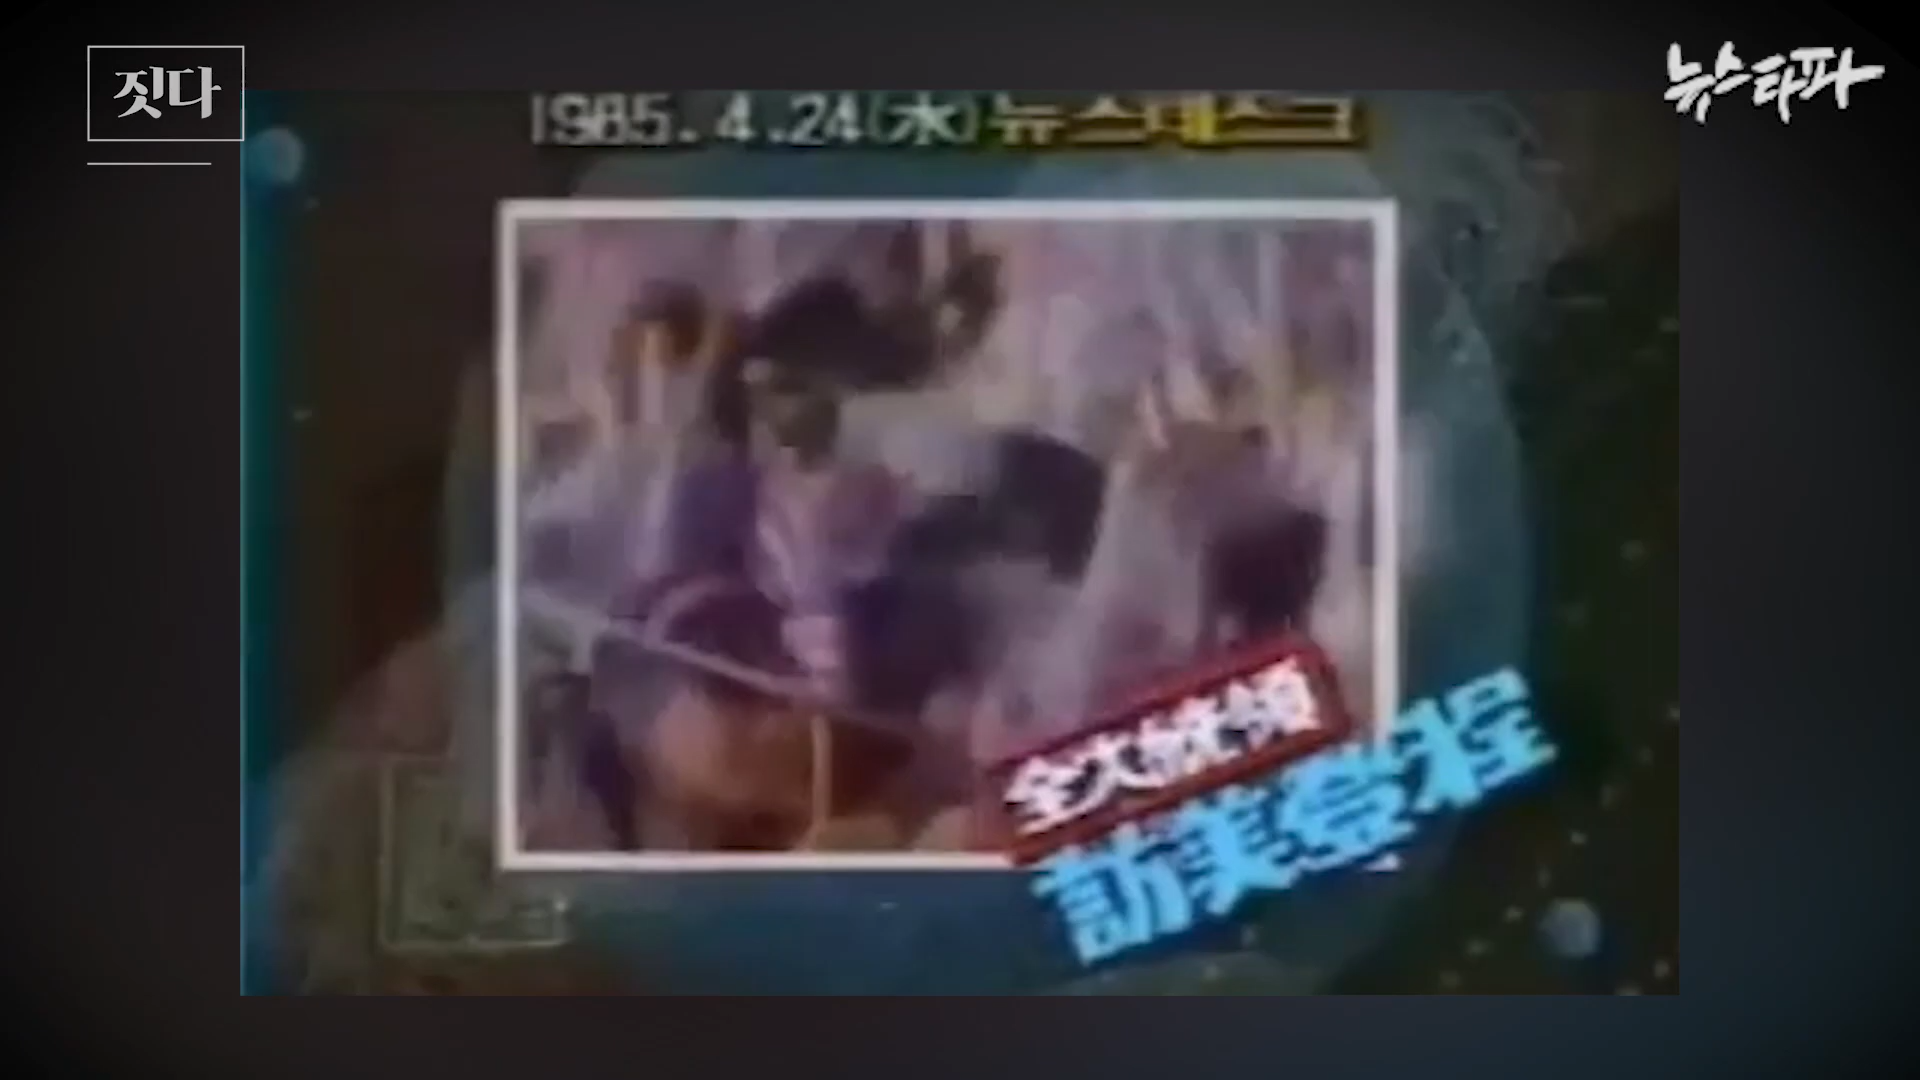 짓다
뉴스타파
1985.4.24(水) 뉴스데스크
全大統領
訪美登程